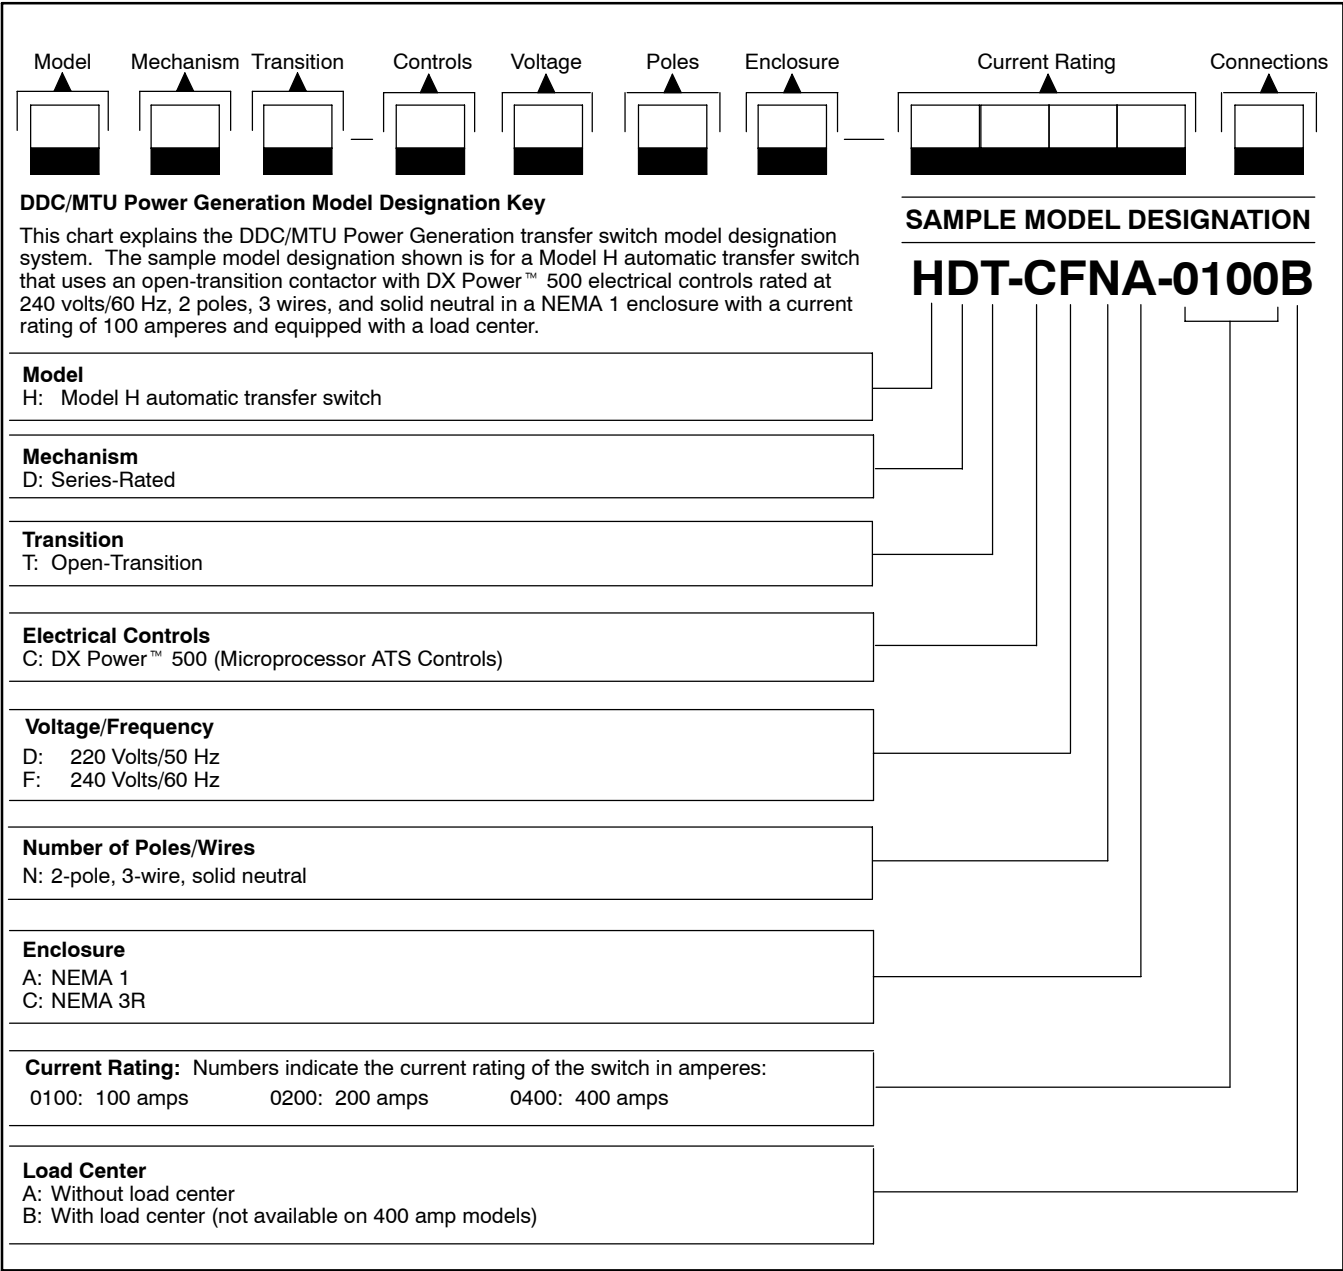 Model Mechanism Transition Controls Voltage Poles Enclosure Current Rating Connections
DDC/MTU Power Generation Model Designation Key
This chart explains the DDC/MTU Power Generation transfer switch model designation
system. The sample model designation shown is for a Model H automatic transfer switch
that uses an open-transition contactor with DX Power™ 500 electrical controls rated at
240 volts/60 Hz, 2 poles, 3 wires, and solid neutral in a NEMA 1 enclosure with a current
rating of 100 amperes and equipped with a load center.
SAMPLE MODEL DESIGNATION
HDT-CFNA-0100B
Model
H: Model H automatic transfer switch
Mechanism
D: Series-Rated
Transition
T: Open-Transition
Electrical Controls
C: DX Power™ 500 (Microprocessor ATS Controls)
Voltage/Frequency
D: 220 Volts/50 Hz
F: 240 Volts/60 Hz
Number of Poles/Wires
N: 2-pole, 3-wire, solid neutral
Enclosure
A: NEMA 1
C: NEMA 3R
Current Rating: Numbers indicate the current rating of the switch in amperes:
0100: 100 amps 0200: 200 amps 0400: 400 amps
Load Center
A: Without load center
B: With load center (not available on 400 amp models)